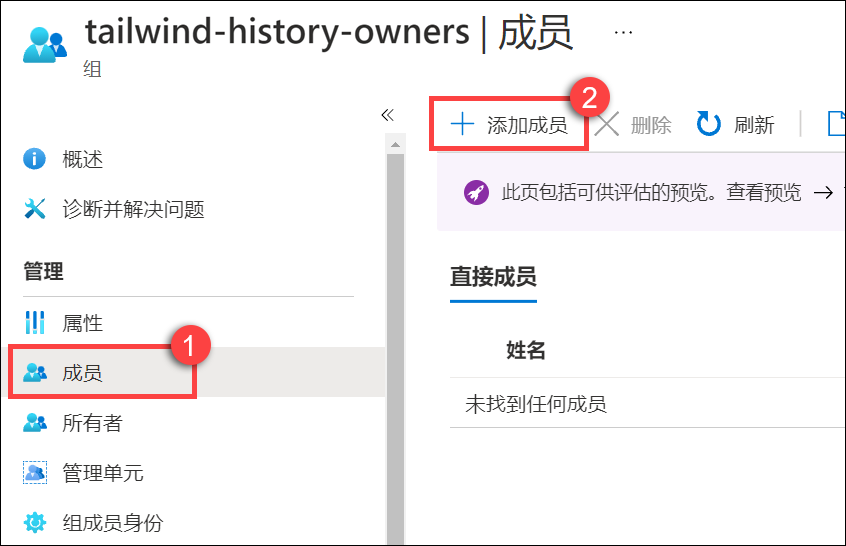 tailwind-history-owners | 成员 ...
组
概述
诊断并解决问题
管理
属性
1
成员
所有者
管理单元
组成员身份
2
添加成员
删除
刷新
此页包括可供评估的预览。查看预览 →
直接成员
姓名
未找到任何成员